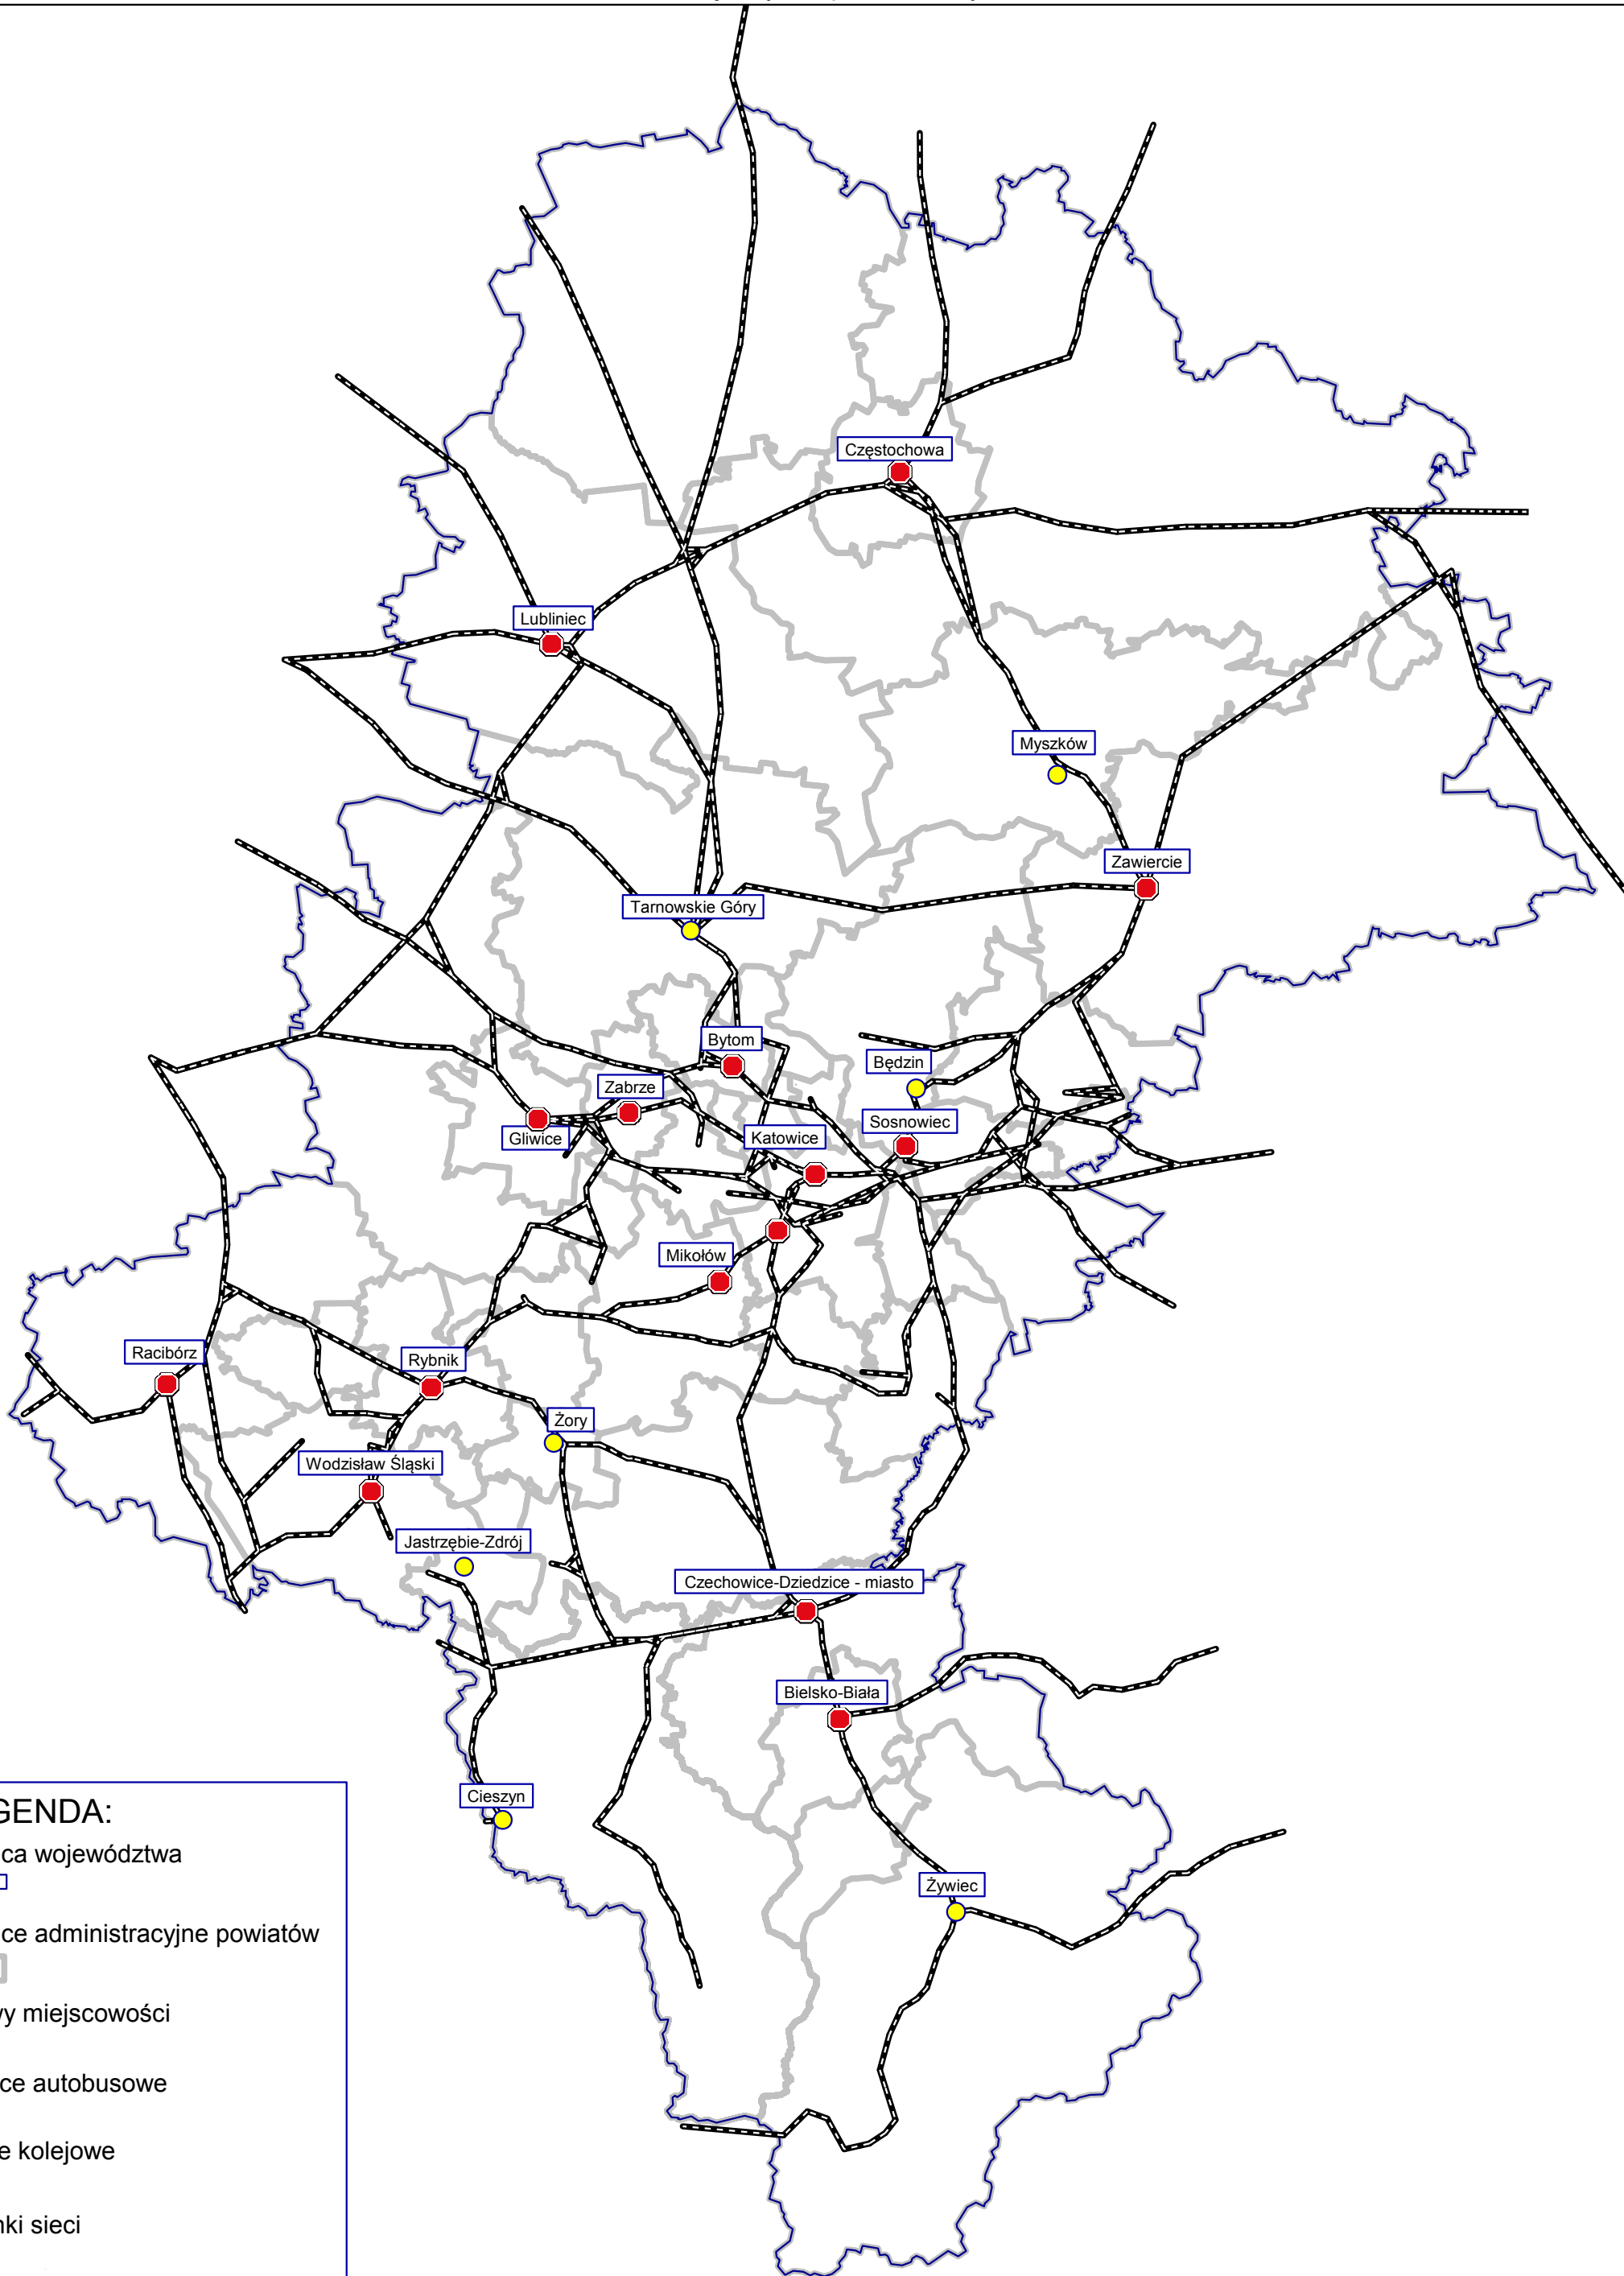 Częstochowa
Lubliniec
Myszków
Zawiercie
Tarnowskie Góry
Bytom
Będzin
Zabrze
Sosnowiec
Gliwice
Katowice
Mikołów
Racibórz
Rybnik
Żory
Wodzisław Śląski
Jastrzębie-Zdrój
Czechowice-Dziedzice - miasto
Bielsko-Biała
Cieszyn
Żywiec
GENDA:
ca województwa
ce administracyjne powiatów
y miejscowości
ce autobusowe
e kolejowe
ki sieci